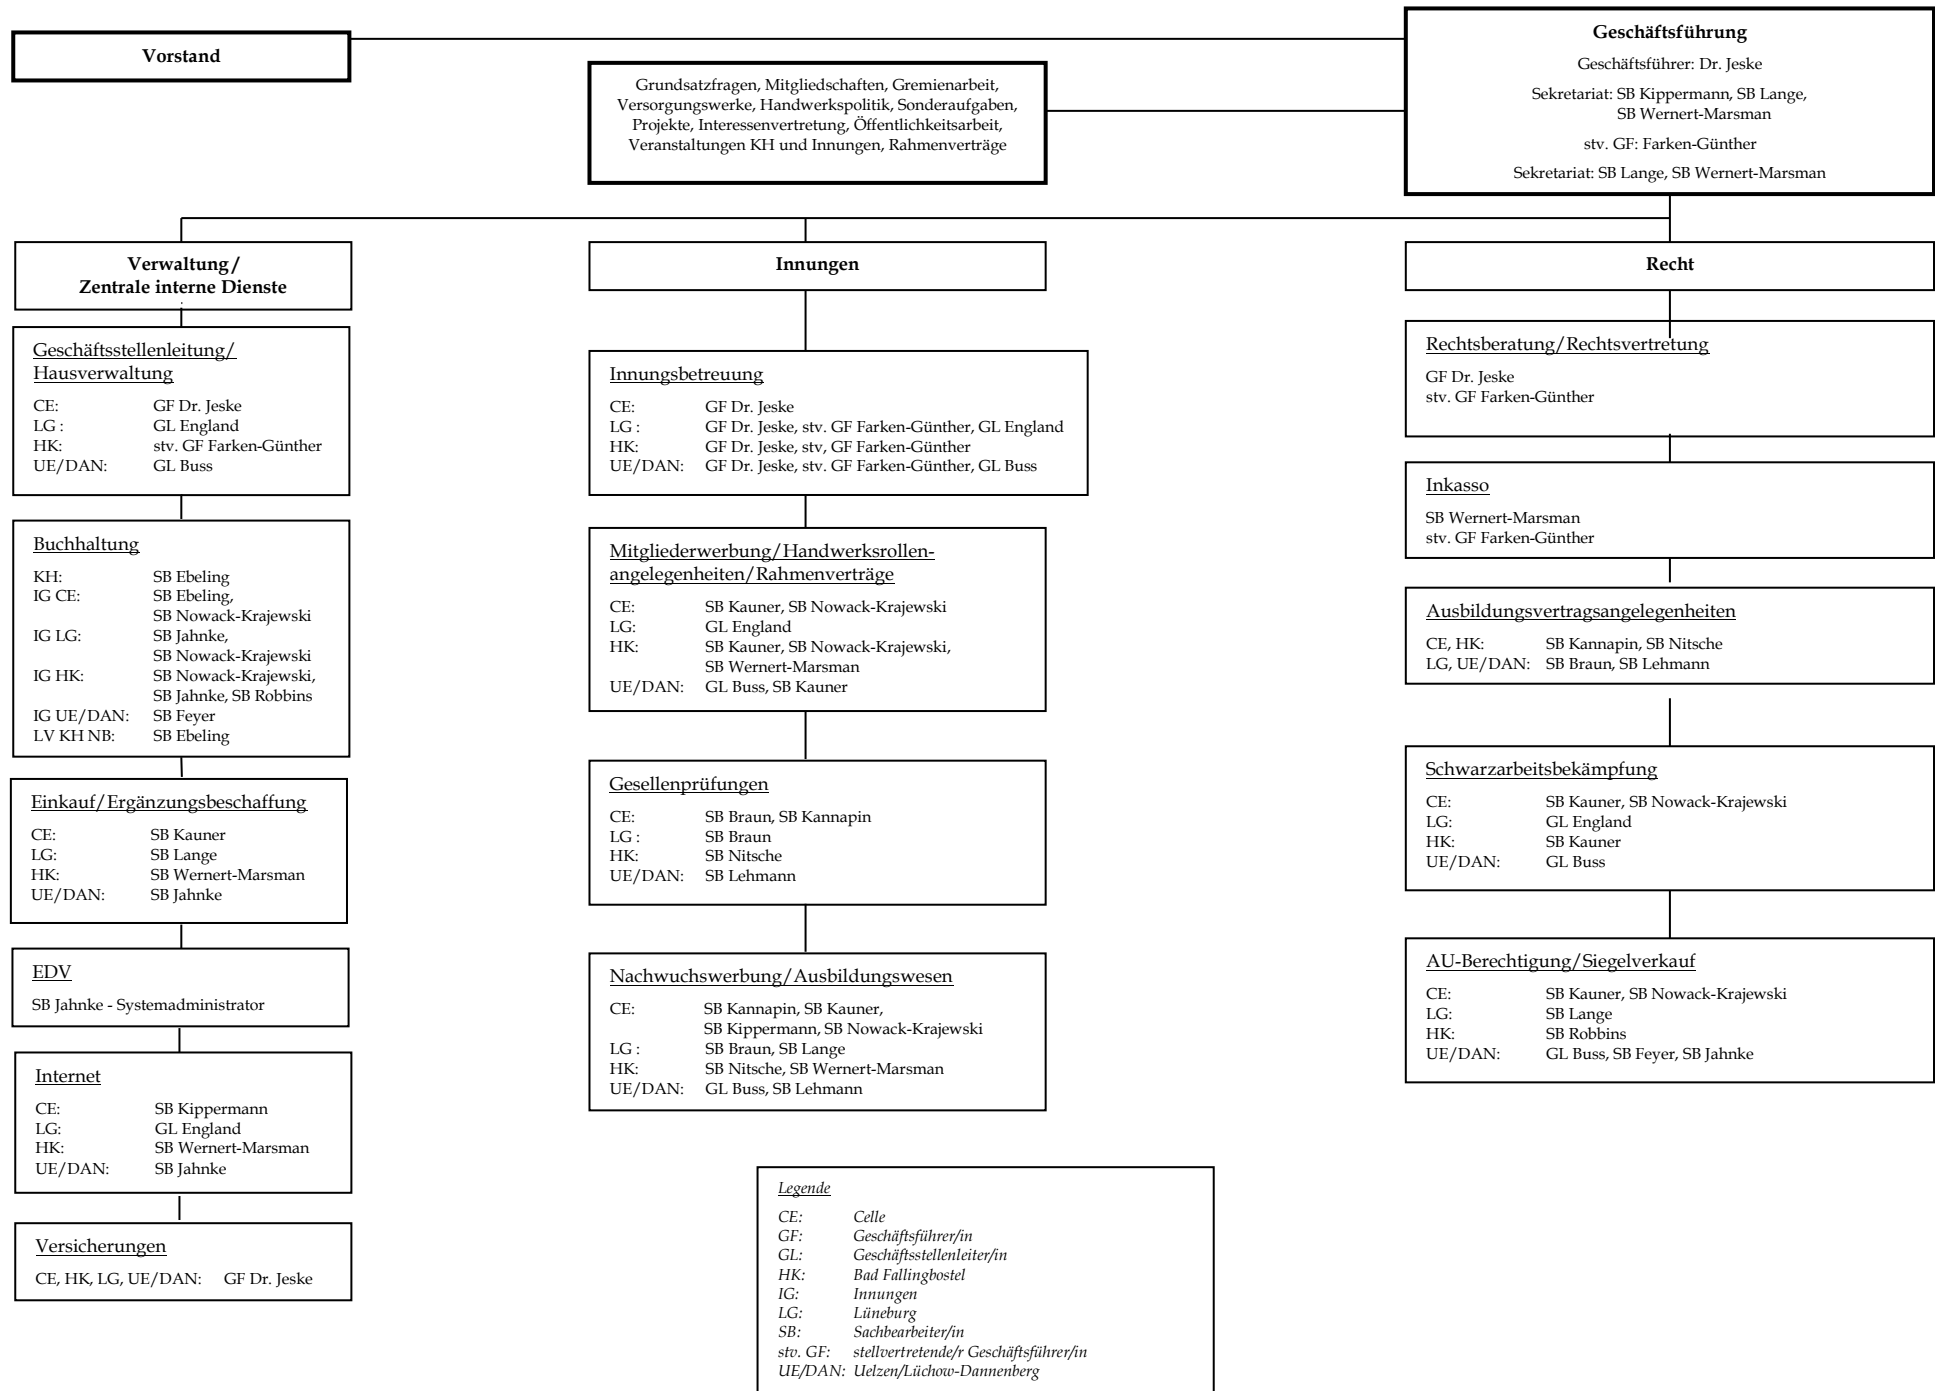 Vorstand
Grundsatzfragen, Mitgliedschaften, Gremienarbeit,
Versorgungswerke, Handwerkspolitik, Sonderaufgaben,
Projekte, Interessenvertretung, Öffentlichkeitsarbeit,
Veranstaltungen KH und Innungen, Rahmenverträge
Geschäftsführung
Geschäftsführer: Dr. Jeske
Sekretariat: SB Kippermann, SB Lange,
SB Wernert-Marsman
stv. GF: Farken-Günther
Sekretariat: SB Lange, SB Wernert-Marsman
Verwaltung/
Zentrale interne Dienste
Geschäftsstellenleitung/
Hausverwaltung
CE: GF Dr. Jeske
LG : GL England
HK: stv. GF Farken-Günther
UE/DAN: GL Buss
Buchhaltung
KH: SB Ebeling
IG CE: SB Ebeling,
SB Nowack-Krajewski
IG LG: SB Jahnke,
SB Nowack-Krajewski
IG HK: SB Nowack-Krajewski,
SB Jahnke, SB Robbins
IG UE/DAN: SB Feyer
LV KH NB: SB Ebeling
Einkauf/Ergänzungsbeschaffung
CE: SB Kauner
LG: SB Lange
HK: SB Wernert-Marsman
UE/DAN: SB Jahnke
EDV
SB Jahnke - Systemadministrator
Internet
CE: SB Kippermann
LG: GL England
HK: SB Wernert-Marsman
UE/DAN: SB Jahnke
Versicherungen
CE, HK, LG, UE/DAN: GF Dr. Jeske
Innungen
Innungsbetreuung
CE: GF Dr. Jeske
LG : GF Dr. Jeske, stv. GF Farken-Günther, GL England
HK: GF Dr. Jeske, stv, GF Farken-Günther
UE/DAN: GF Dr. Jeske, stv. GF Farken-Günther, GL Buss
Mitgliederwerbung/Handwerksrollen-
angelegenheiten/Rahmenverträge
CE: SB Kauner, SB Nowack-Krajewski
LG: GL England
HK: SB Kauner, SB Nowack-Krajewski,
SB Wernert-Marsman
UE/DAN: GL Buss, SB Kauner
Gesellenprüfungen
CE: SB Braun, SB Kannapin
LG : SB Braun
HK: SB Nitsche
UE/DAN: SB Lehmann
Nachwuchswerbung/Ausbildungswesen
CE: SB Kannapin, SB Kauner,
SB Kippermann, SB Nowack-Krajewski
LG : SB Braun, SB Lange
HK: SB Nitsche, SB Wernert-Marsman
UE/DAN: GL Buss, SB Lehmann
Recht
Rechtsberatung/Rechtsvertretung
GF Dr. Jeske
stv. GF Farken-Günther
Inkasso
SB Wernert-Marsman
stv. GF Farken-Günther
Ausbildungsvertragsangelegenheiten
CE, HK: SB Kannapin, SB Nitsche
LG, UE/DAN: SB Braun, SB Lehmann
Schwarzarbeitsbekämpfung
CE: SB Kauner, SB Nowack-Krajewski
LG: GL England
HK: SB Kauner
UE/DAN: GL Buss
AU-Berechtigung/Siegelverkauf
CE: SB Kauner, SB Nowack-Krajewski
LG: SB Lange
HK: SB Robbins
UE/DAN: GL Buss, SB Feyer, SB Jahnke
Legende
CE: Celle
GF: Geschäftsführer/in
GL: Geschäftsstellenleiter/in
HK: Bad Fallingbostel
IG: Innungen
LG: Lüneburg
SB: Sachbearbeiter/in
stv. GF: stellvertretende/r Geschäftsführer/in
UE/DAN: Uelzen/Lüchow-Dannenberg